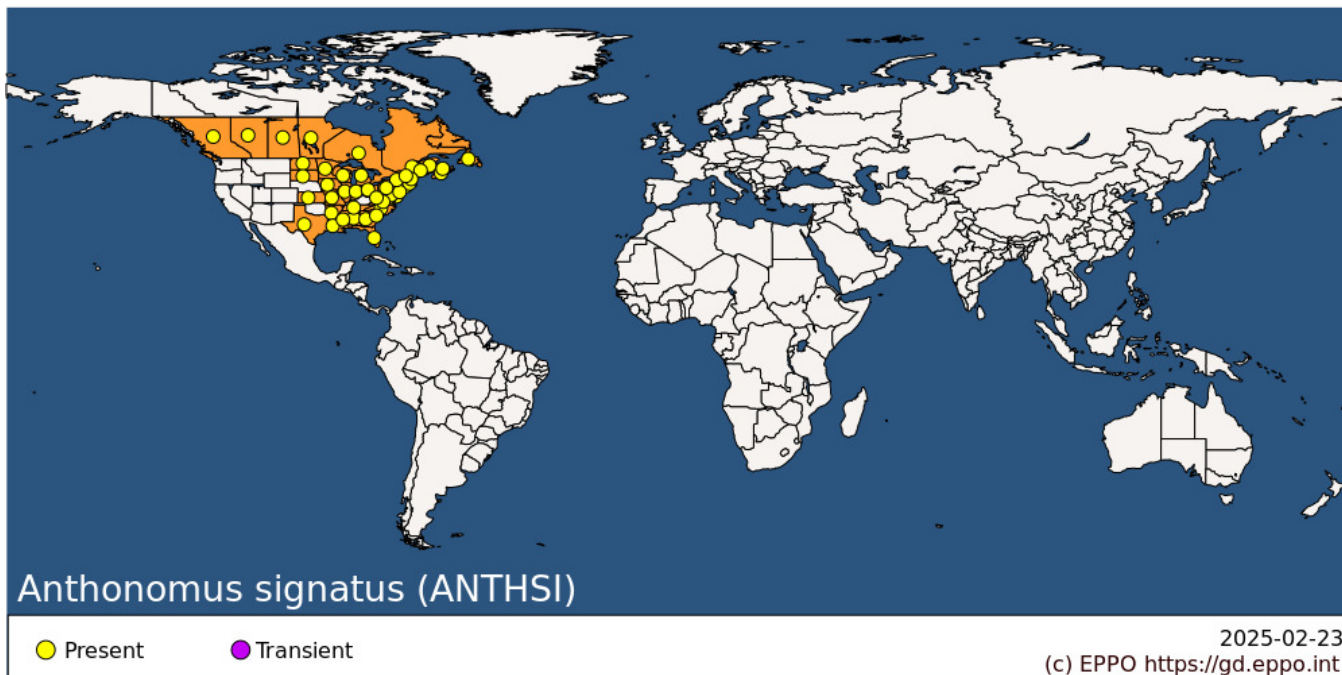 Anthonomus signatus (ANTHSI)
Present
Transient
2025-02-23
(c) EPPO https://gd.eppo.int